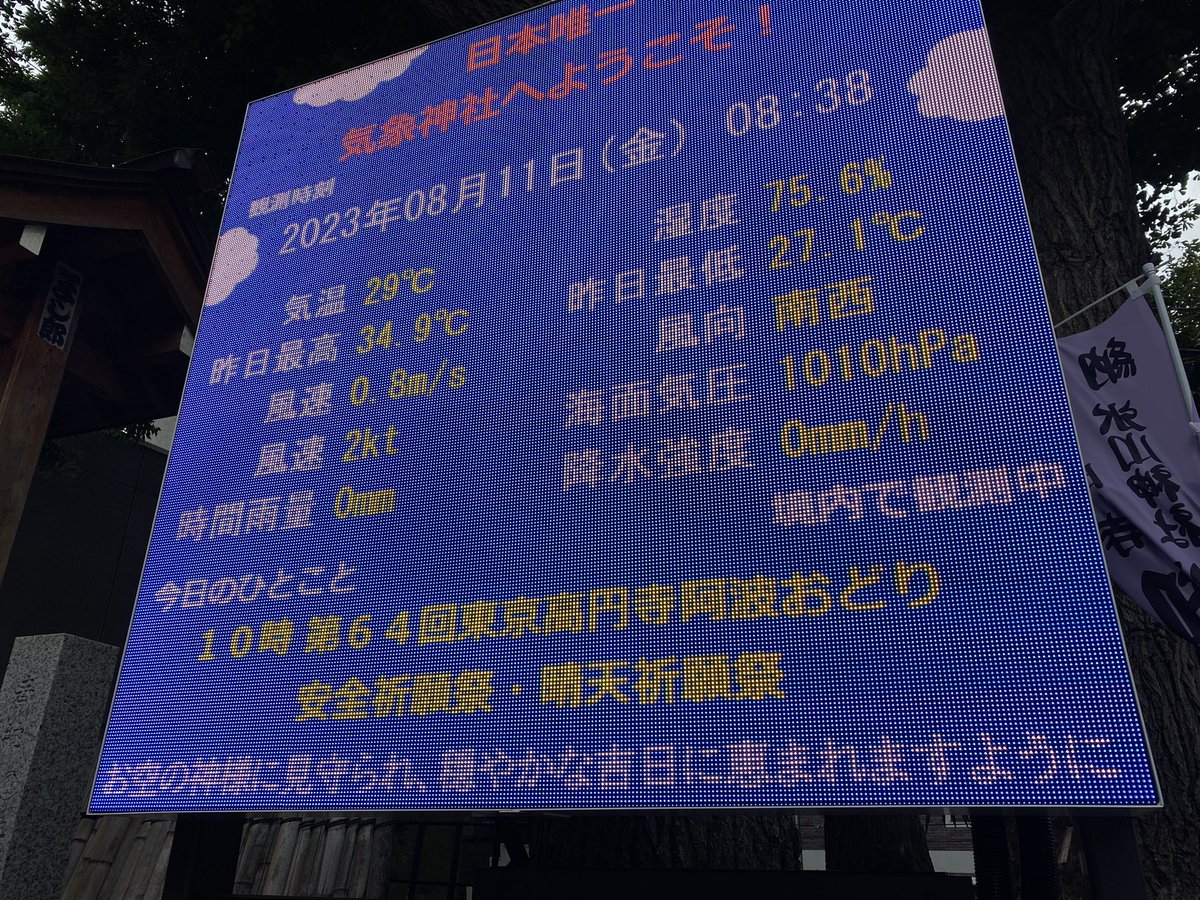 日本唯一
気象神社へようこそ！
観測時刻
2023年08月11日(金) 08:38
気温 29℃ 湿度 75.6%
昨日最高 34.9℃ 昨日最低 27.1℃
風速 0.8m/s 風向 南西
風速 2kt 海面気圧 1010hPa
時間雨量 0mm 降水強度 0mm/h
境内で観測中
今日のひとこと
10時 第64回東京高円寺阿波おどり
安全祈願祭・晴天祈願祭
お空の神様に見守られ、穏やかな吉日に恵まれますように
氷川神社